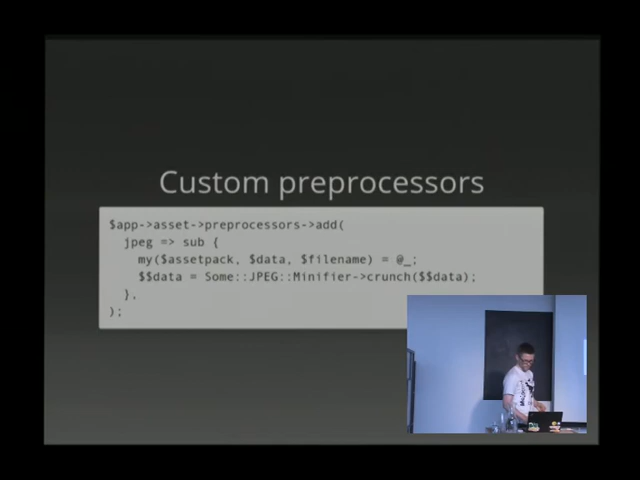 Custom preprocessors
$app->asset->preprocessors->add(
jpeg => sub {
my($assetpack, $data, $filename) = @_;
$$data = Some::JPEG::Minifier->crunch($$data);
},
);